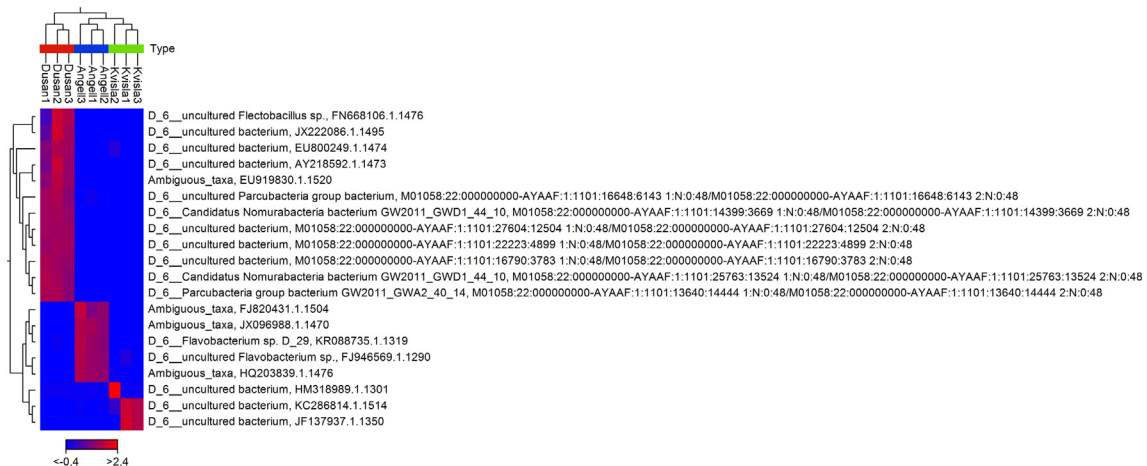 Type
Dusan1
Dusan2
Dusan3
Angell3
Angell1
Angell2
Kvisla2
Kvisla1
Kvisla3
D_6__uncultured Flectobacillus sp., FN668106.1.1476
D_6__uncultured bacterium, JX222086.1.1495
D_6__uncultured bacterium, EU800249.1.1474
D_6__uncultured bacterium, AY218592.1.1473
Ambiguous_taxa, EU919830.1.1520
D_6__uncultured Parcubacteria group bacterium, M01058:22:000000000-AYAAF:1:1101:16648:6143 1:N:0:48/M01058:22:000000000-AYAAF:1:1101:16648:6143 2:N:0:48
D_6__Candidatus Nomurabacteria bacterium GW2011_GWD1_44_10, M01058:22:000000000-AYAAF:1:1101:14399:3669 1:N:0:48/M01058:22:000000000-AYAAF:1:1101:14399:3669 2:N:0:48
D_6__uncultured bacterium, M01058:22:000000000-AYAAF:1:1101:27604:12504 1:N:0:48/M01058:22:000000000-AYAAF:1:1101:27604:12504 2:N:0:48
D_6__uncultured bacterium, M01058:22:000000000-AYAAF:1:1101:22223:4899 1:N:0:48/M01058:22:000000000-AYAAF:1:1101:22223:4899 2:N:0:48
D_6__uncultured bacterium, M01058:22:000000000-AYAAF:1:1101:16790:3783 1:N:0:48/M01058:22:000000000-AYAAF:1:1101:16790:3783 2:N:0:48
D_6__Candidatus Nomurabacteria bacterium GW2011_GWD1_44_10, M01058:22:000000000-AYAAF:1:1101:25763:13524 1:N:0:48/M01058:22:000000000-AYAAF:1:1101:25763:13524 2:N:0:48
D_6__Parcubacteria group bacterium GW2011_GWA2_40_14, M01058:22:000000000-AYAAF:1:1101:13640:14444 1:N:0:48/M01058:22:000000000-AYAAF:1:1101:13640:14444 2:N:0:48
Ambiguous_taxa, FJ820431.1.1504
Ambiguous_taxa, JX096988.1.1470
D_6__Flavobacterium sp. D_29, KR088735.1.1319
D_6__uncultured Flavobacterium sp., FJ946569.1.1290
Ambiguous_taxa, HQ203839.1.1476
D_6__uncultured bacterium, HM318989.1.1301
D_6__uncultured bacterium, KC286814.1.1514
D_6__uncultured bacterium, JF137937.1.1350
<-0.4 >2.4